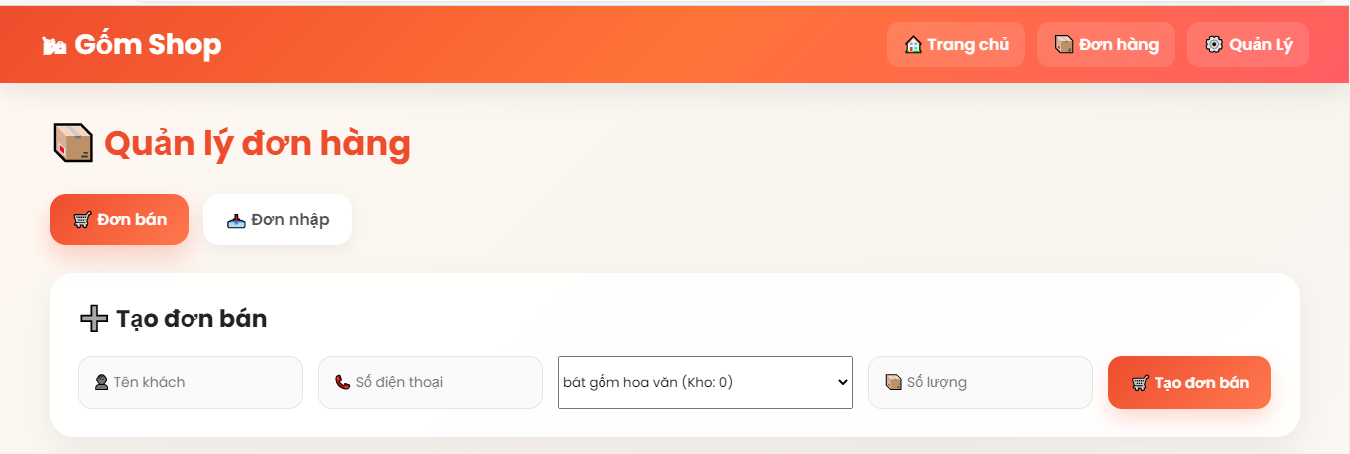 Gốm Shop
Trang chủ
Đơn hàng
Quản Lý
Quản lý đơn hàng
Đơn bán
Đơn nhập
Tạo đơn bán
Tên khách
Số điện thoại
bát gốm hoa văn (Kho: 0)
Số lượng
Tạo đơn bán